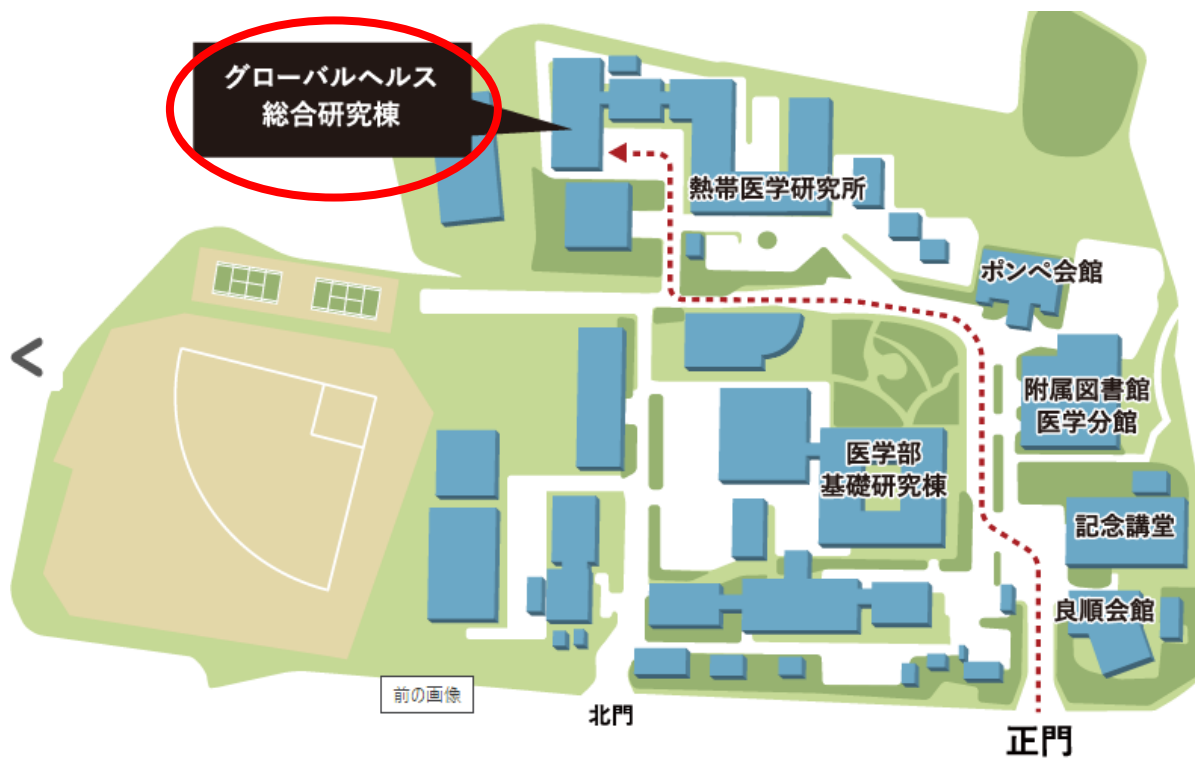 グローバルヘルス
総合研究棟
熱帯医学研究所
ポンペ会館
附属図書館
医学分館
医学部
基礎研究棟
記念講堂
良順会館
前の画像
北門
正門